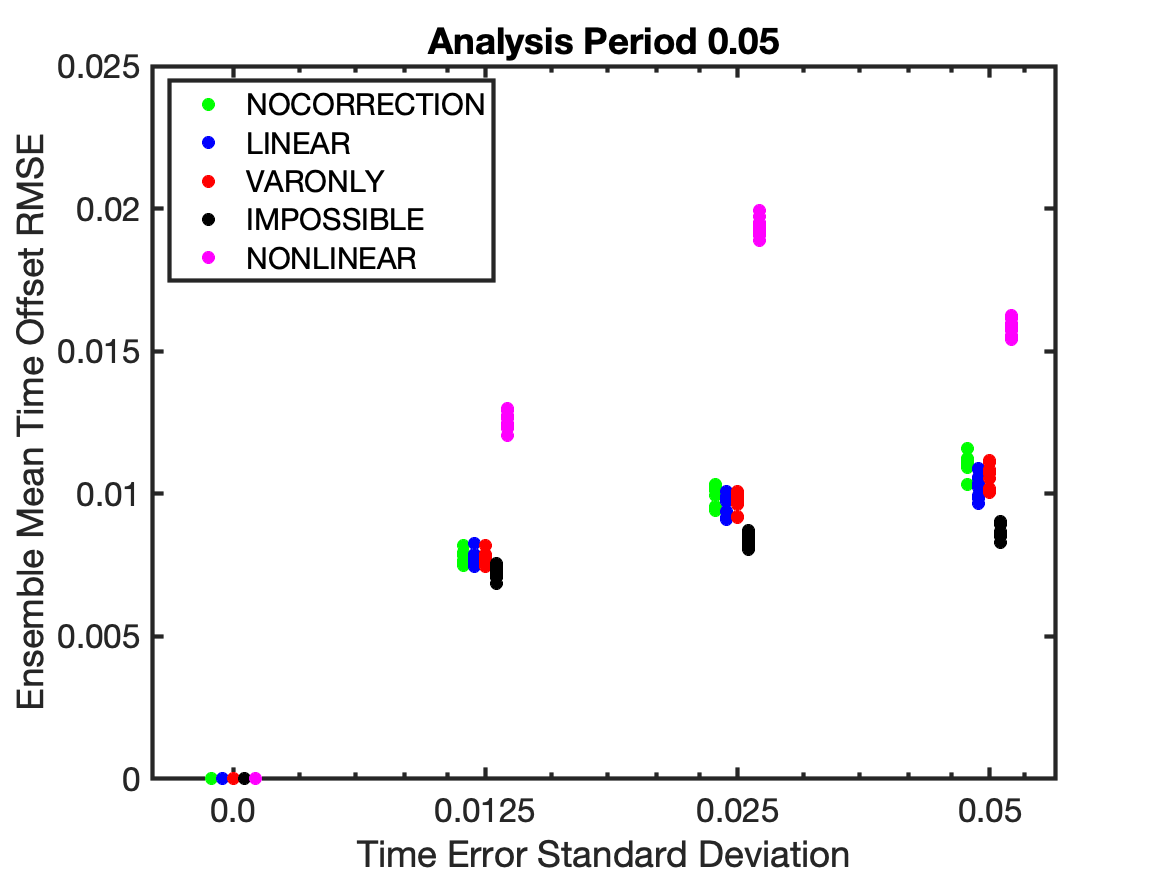 Analysis Period 0.05
0.025
0.02
0.015
0.01
0.005
0
Ensemble Mean Time Offset RMSE
NOCORRECTION
LINEAR
VARONLY
IMPOSSIBLE
NONLINEAR
0.0 0.0125 0.025 0.05
Time Error Standard Deviation